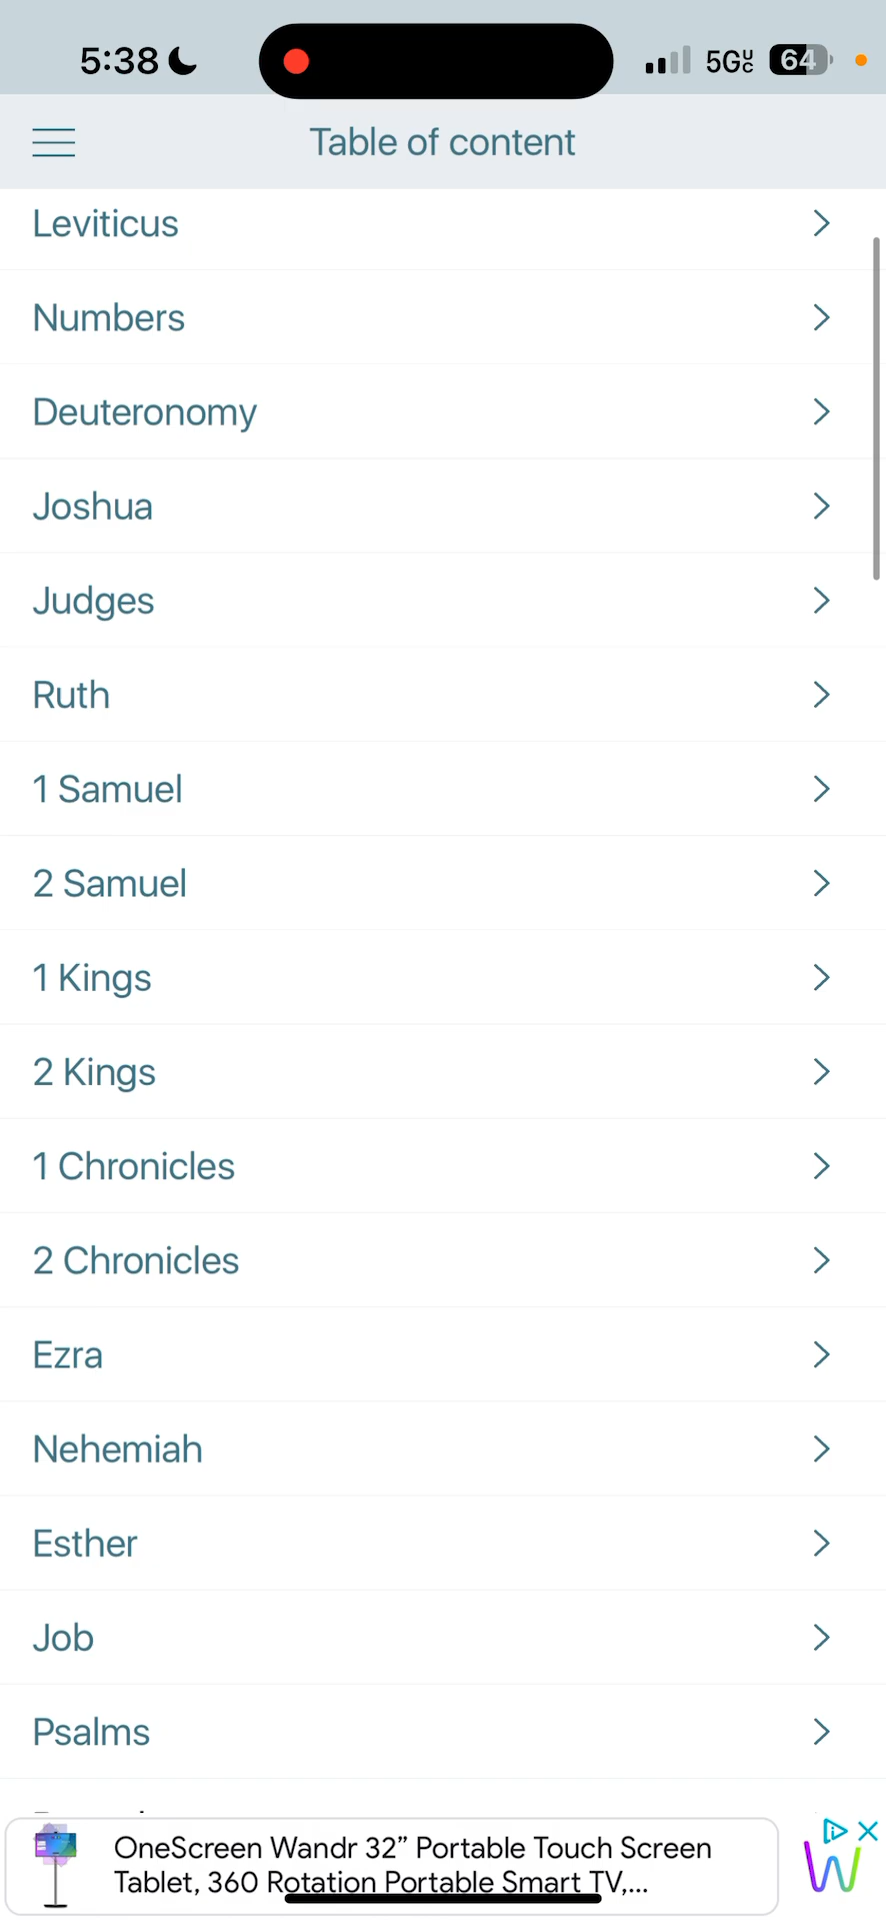 5:38
5G UC
64
Table of content
Leviticus
Numbers
Deuteronomy
Joshua
Judges
Ruth
1 Samuel
2 Samuel
1 Kings
2 Kings
1 Chronicles
2 Chronicles
Ezra
Nehemiah
Esther
Job
Psalms
OneScreen Wandr 32” Portable Touch Screen
Tablet, 360 Rotation Portable Smart TV,...